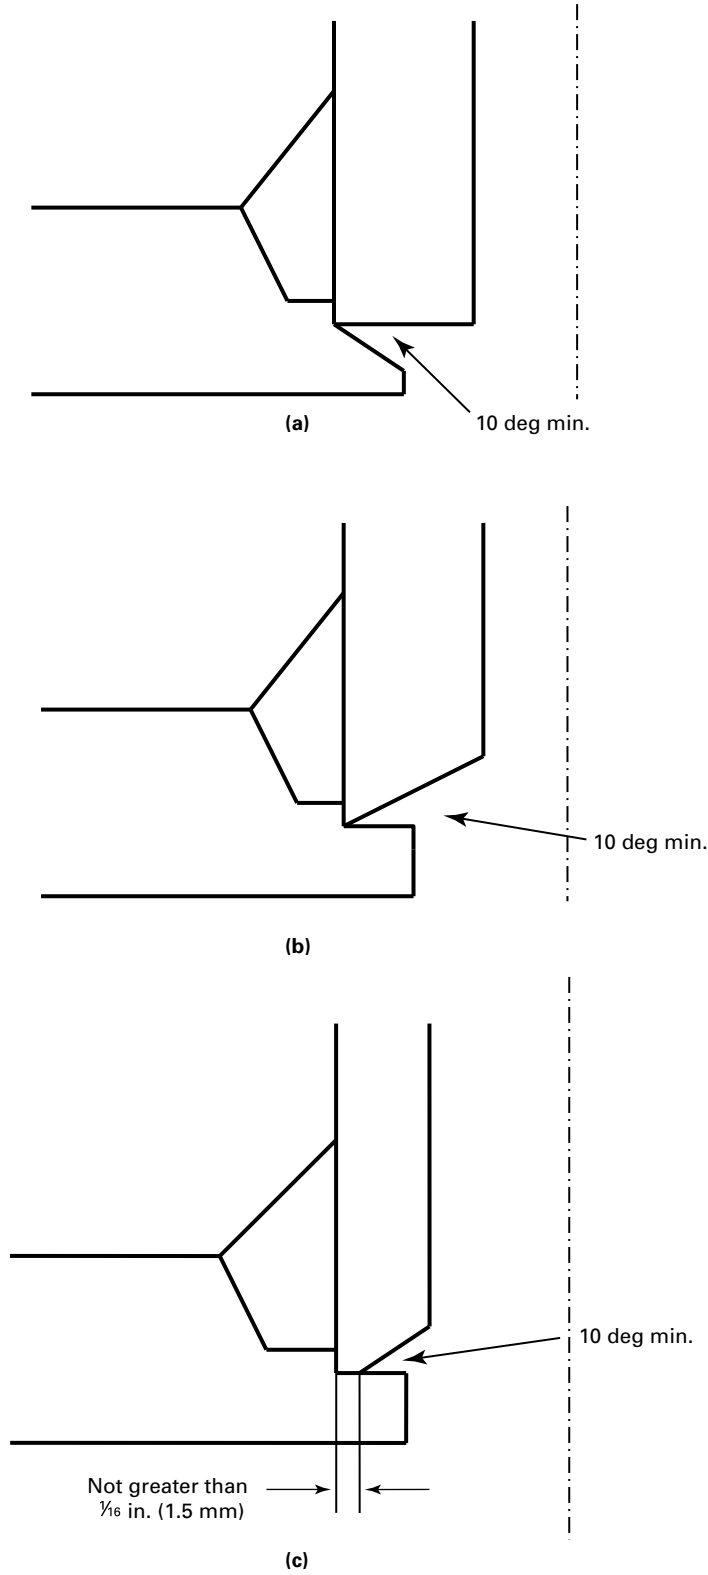 10 deg min.
(a)
10 deg min.
(b)
10 deg min.
Not greater than
1⁄16 in. (1.5 mm)
(c)